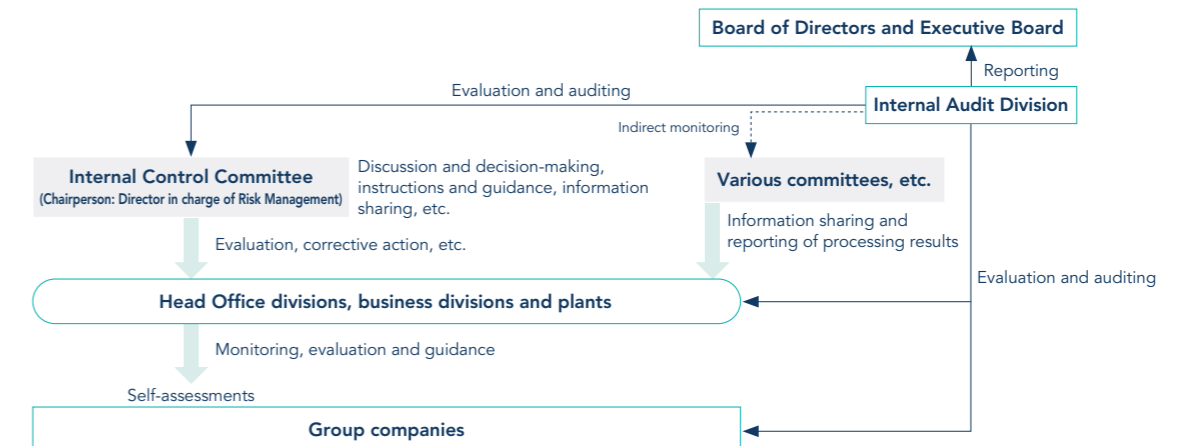 Board of Directors and Executive Board
Reporting
Evaluation and auditing
Internal Audit Division
Indirect monitoring
Internal Control Committee
(Chairperson: Director in charge of Risk Management)
Discussion and decision-making,
instructions and guidance, information
sharing, etc.
Various committees, etc.
Information sharing and
reporting of processing results
Evaluation, corrective action, etc.
Evaluation and auditing
Head Office divisions, business divisions and plants
Monitoring, evaluation and guidance
Self-assessments
Group companies